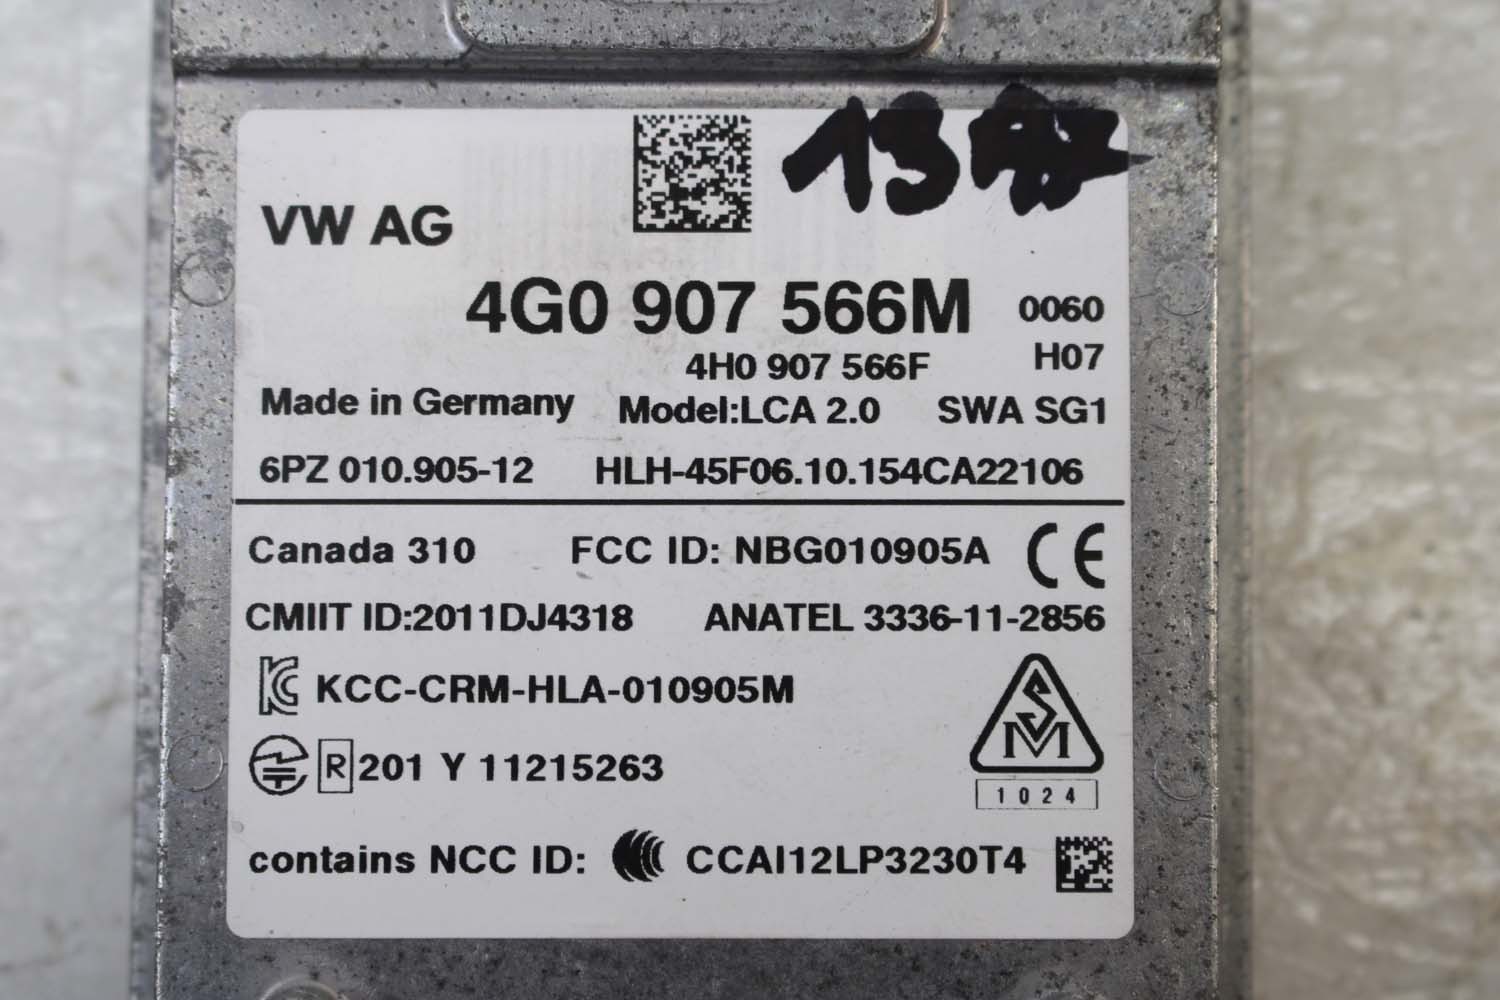 13
VW AG
4G0 907 566M 0060
4H0 907 566F H07
Made in Germany Model:LCA 2.0 SWA SG1
6PZ 010.905-12 HLH-45F06.10.154CA22106
Canada 310 FCC ID: NBG010905A CE
CMIIT ID:2011DJ4318 ANATEL 3336-11-2856
KCC-CRM-HLA-010905M
SM
R 201 Y 11215263
1024
contains NCC ID: CCAI12LP3230T4